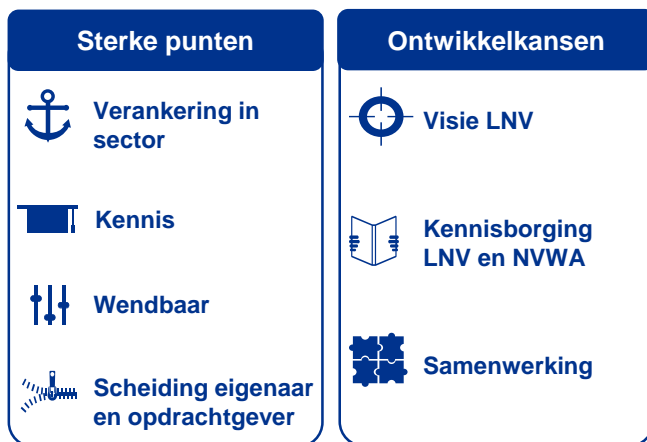 Sterke punten
Verankering in
sector
Kennis
Wendbaar
Scheiding eigenaar
en opdrachtgever
Ontwikkelkansen
Visie LNV
Kennisborging
LNV en NVWA
Samenwerking